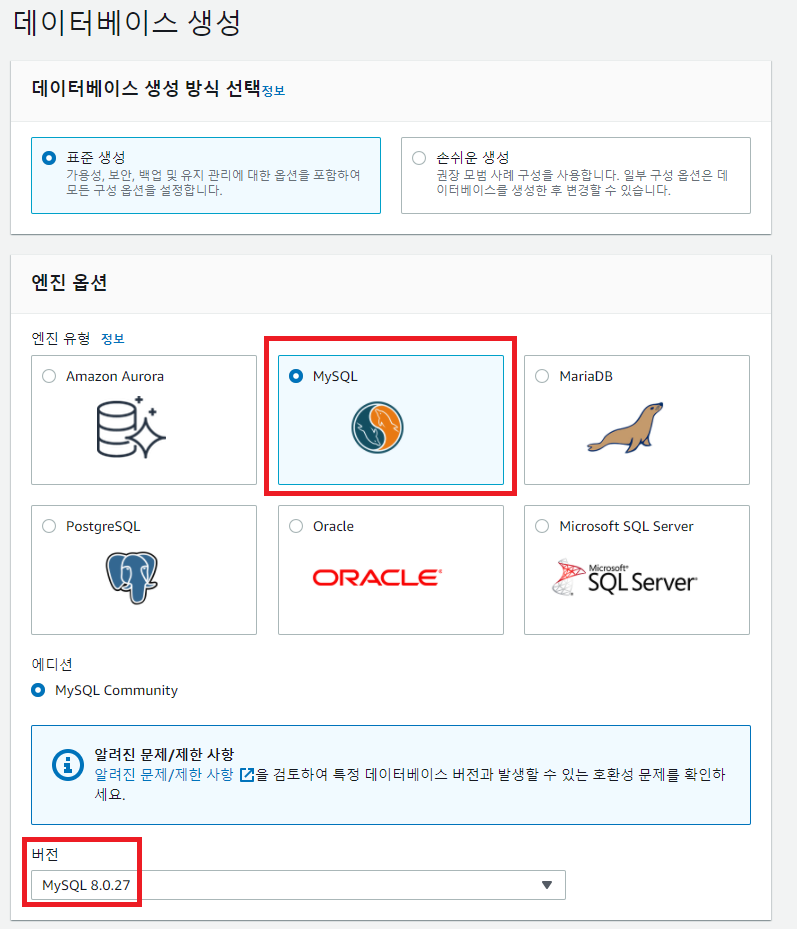 데이터베이스 생성
데이터베이스 생성 방식 선택정보
표준 생성
가용성, 보안, 백업 및 유지 관리에 대한 옵션을 포함하여
모든 구성 옵션을 설정합니다.
손쉬운 생성
권장 모범 사례 구성을 사용합니다. 일부 구성 옵션은 데
이터베이스를 생성한 후 변경할 수 있습니다.
엔진 옵션
엔진 유형 정보
Amazon Aurora
MySQL
MariaDB
PostgreSQL
Oracle
ORACLE®
Microsoft SQL Server
Microsoft®
SQL Server®
에디션
MySQL Community
알려진 문제/제한 사항
알려진 문제/제한 사항 을 검토하여 특정 데이터베이스 버전과 발생할 수 있는 호환성 문제를 확인하
세요.
버전
MySQL 8.0.27